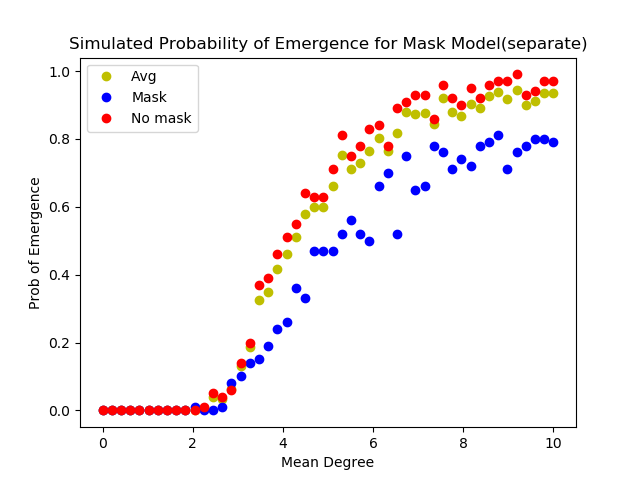 Simulated Probability of Emergence for Mask Model(separate)
Avg
Mask
No mask
1.0
0.8
0.6
0.4
0.2
0.0
Prob of Emergence
0 2 4 6 8 10
Mean Degree